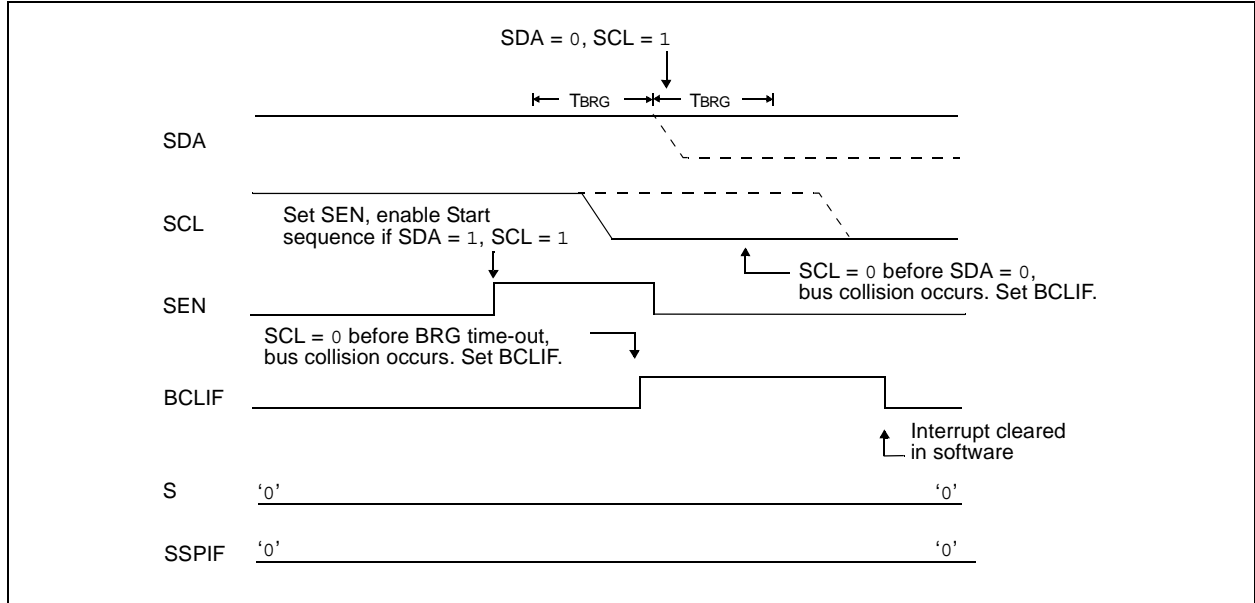 SDA = 0, SCL = 1
TBRG TBRG
SDA
SCL
Set SEN, enable Start
sequence if SDA = 1, SCL = 1
SCL = 0 before SDA = 0,
bus collision occurs. Set BCLIF.
SEN
SCL = 0 before BRG time-out,
bus collision occurs. Set BCLIF.
BCLIF
Interrupt cleared
in software
S ‘0’ ‘0’
SSPIF ‘0’ ‘0’